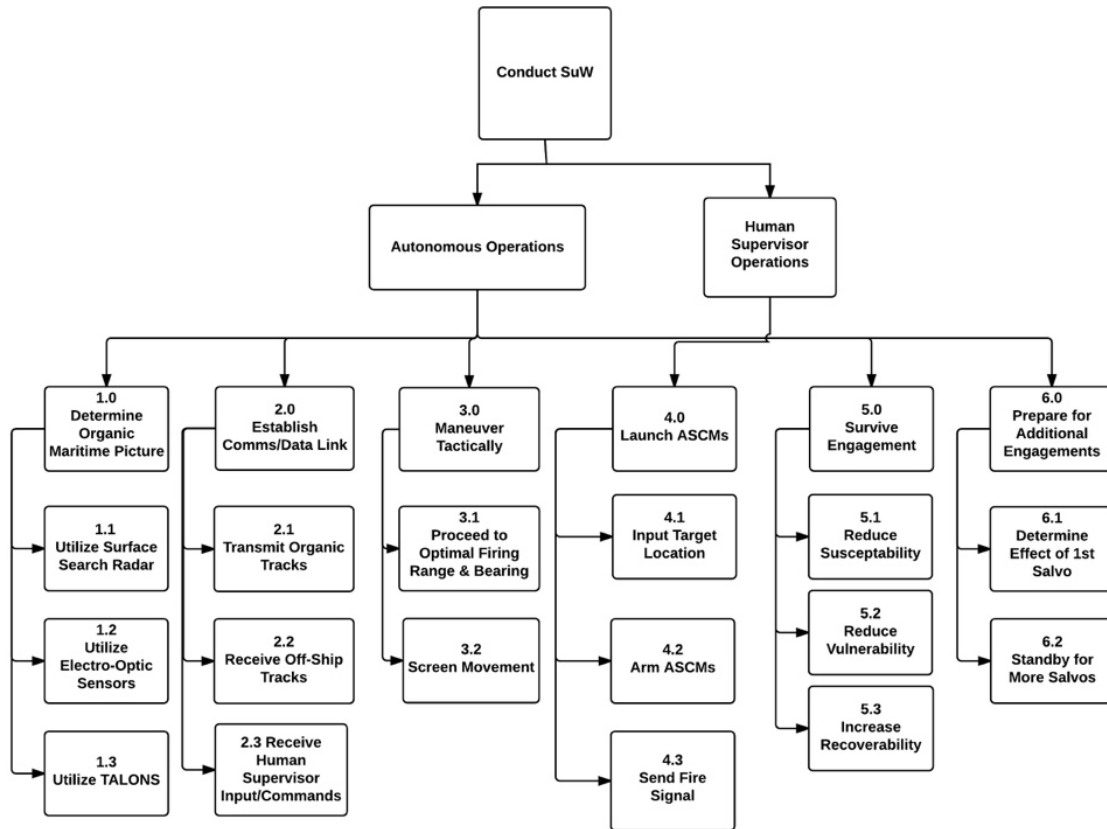 Conduct SuW
Autonomous Operations
Human
Supervisor
Operations
1.0
Determine
Organic
Maritime Picture
2.0
Establish
Comms/Data Link
3.0
Maneuver
Tactically
4.0
Launch ASCMs
5.0
Survive
Engagement
6.0
Prepare for
Additional
Engagements
1.1
Utilize Surface
Search Radar
2.1
Transmit Organic
Tracks
3.1
Proceed to
Optimal Firing
Range & Bearing
4.1
Input Target
Location
5.1
Reduce
Susceptability
6.1
Determine
Effect of 1st
Salvo
1.2
Utilize
Electro-Optic
Sensors
2.2
Receive Off-Ship
Tracks
3.2
Screen Movement
4.2
Arm ASCMs
5.2
Reduce
Vulnerability
6.2
Standby for
More Salvos
1.3
Utilize TALONS
2.3 Receive
Human
Supervisor
Input/Commands
4.3
Send Fire
Signal
5.3
Increase
Recoverability